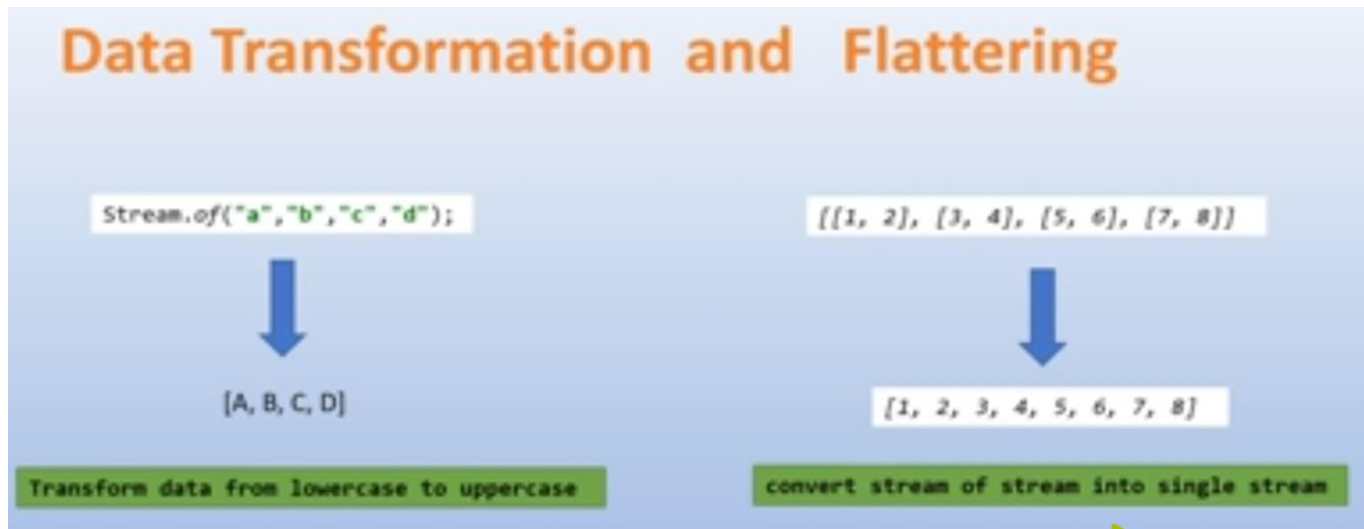 Data Transformation and Flattering
Stream.of("a","b","c","d");
[[1, 2], [3, 4], [5, 6], [7, 8]]
[A, B, C, D]
[1, 2, 3, 4, 5, 6, 7, 8]
Transform data from lowercase to uppercase
convert stream of stream into single stream